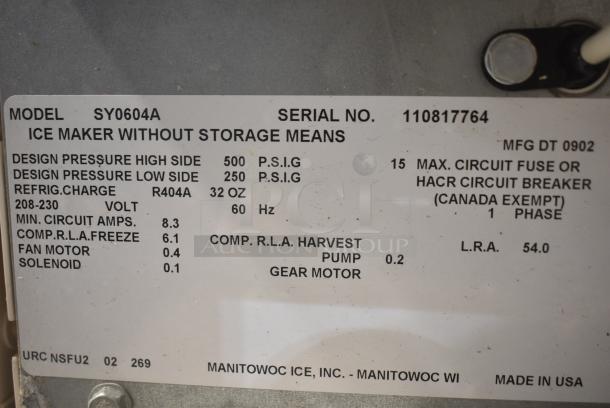 MODEL SY0604A SERIAL NO. 110817764
ICE MAKER WITHOUT STORAGE MEANS
MFG DT 0902
DESIGN PRESSURE HIGH SIDE 500 P.S.I.G 15 MAX. CIRCUIT FUSE OR
DESIGN PRESSURE LOW SIDE 250 P.S.I.G HACR CIRCUIT BREAKER
REFRIG.CHARGE R404A 32 OZ (CANADA EXEMPT)
208-230 VOLT 60 Hz 1 PHASE
MIN. CIRCUIT AMPS. 8.3
COMP.R.L.A.FREEZE 6.1 COMP. R.L.A. HARVEST L.R.A. 54.0
FAN MOTOR 0.4 PUMP 0.2
SOLENOID 0.1 GEAR MOTOR
PCI
AUCTION GROUP
URC NSFU2 02 269 MANITOWOC ICE, INC. - MANITOWOC WI MADE IN USA